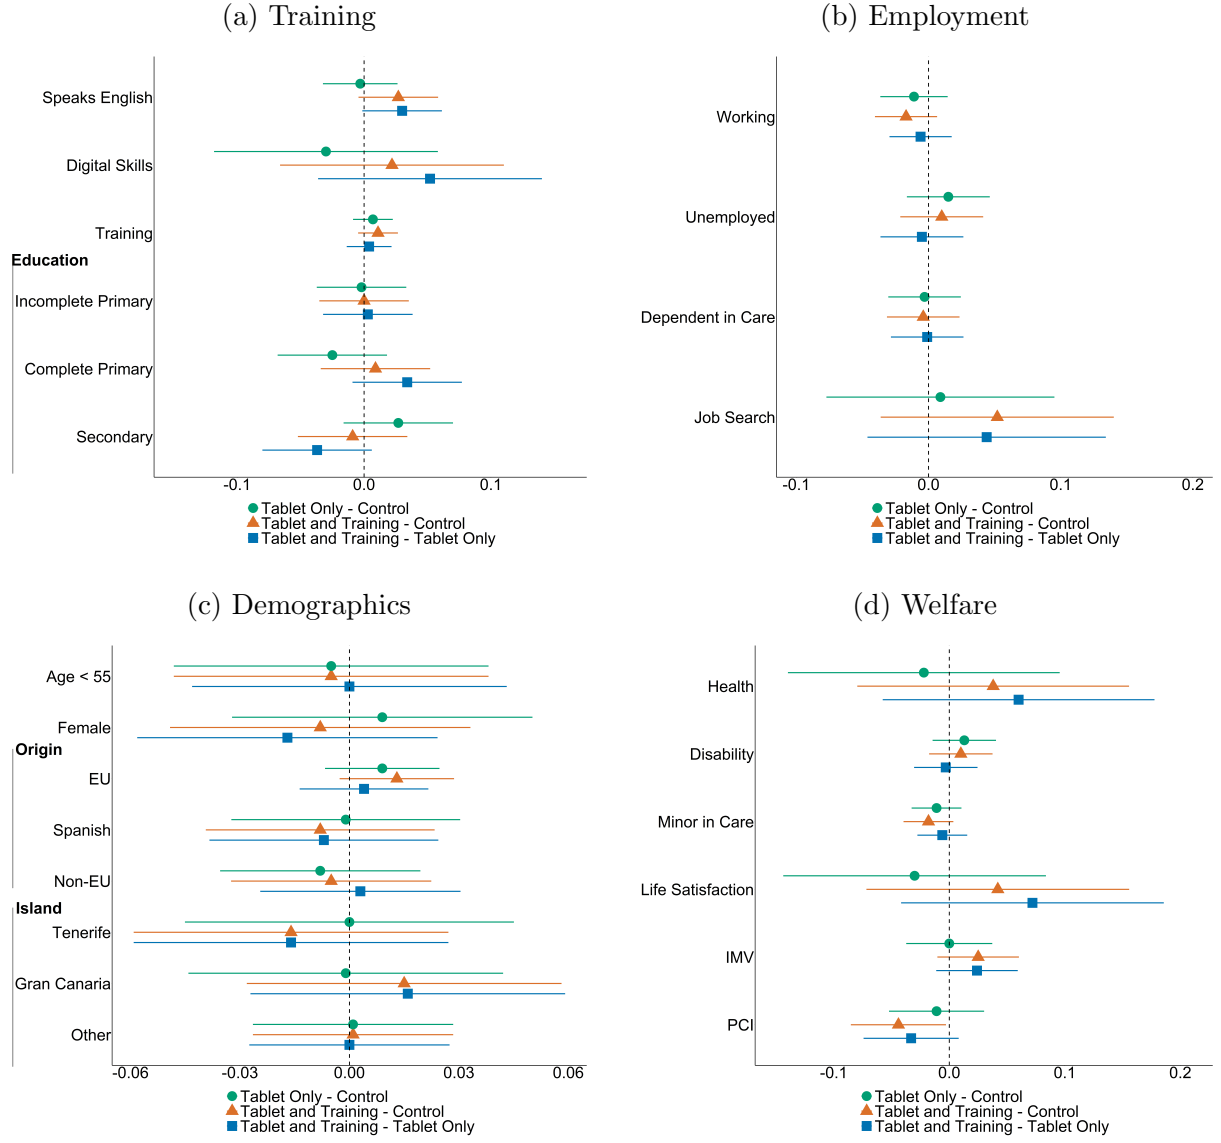 (a) Training
Speaks English
Digital Skills
Training
Education
Incomplete Primary
Complete Primary
Secondary
-0.1 0.0 0.1
Tablet Only - Control
Tablet and Training - Control
Tablet and Training - Tablet Only
(b) Employment
Working
Unemployed
Dependent in Care
Job Search
-0.1 0.0 0.1 0.2
Tablet Only - Control
Tablet and Training - Control
Tablet and Training - Tablet Only
(c) Demographics
Age < 55
Female
Origin
EU
Spanish
Non-EU
Island
Tenerife
Gran Canaria
Other
-0.06 -0.03 0.00 0.03 0.06
Tablet Only - Control
Tablet and Training - Control
Tablet and Training - Tablet Only
(d) Welfare
Health
Disability
Minor in Care
Life Satisfaction
IMV
PCI
-0.1 0.0 0.1 0.2
Tablet Only - Control
Tablet and Training - Control
Tablet and Training - Tablet Only